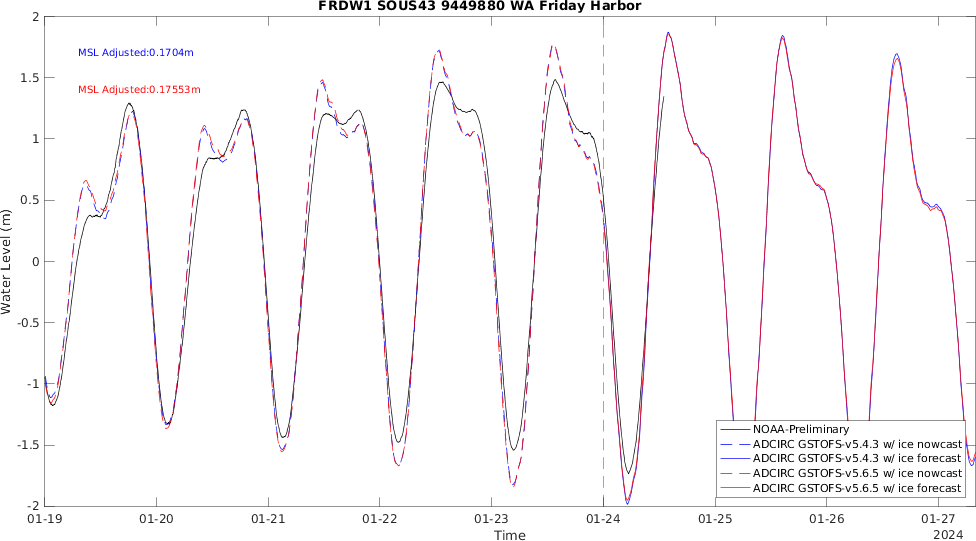 FRDW1 SOUS43 9449880 WA Friday Harbor
2
MSL Adjusted:0.1704m
1.5
MSL Adjusted:0.17553m
1
0.5
0
-0.5
-1
-1.5
-2
Water Level (m)
NOAA-Preliminary
ADCIRC GSTOFS-v5.4.3 w/ ice nowcast
ADCIRC GSTOFS-v5.4.3 w/ ice forecast
ADCIRC GSTOFS-v5.6.5 w/ ice nowcast
ADCIRC GSTOFS-v5.6.5 w/ ice forecast
01-19 01-20 01-21 01-22 01-23 01-24 01-25 01-26 01-27
Time
2024